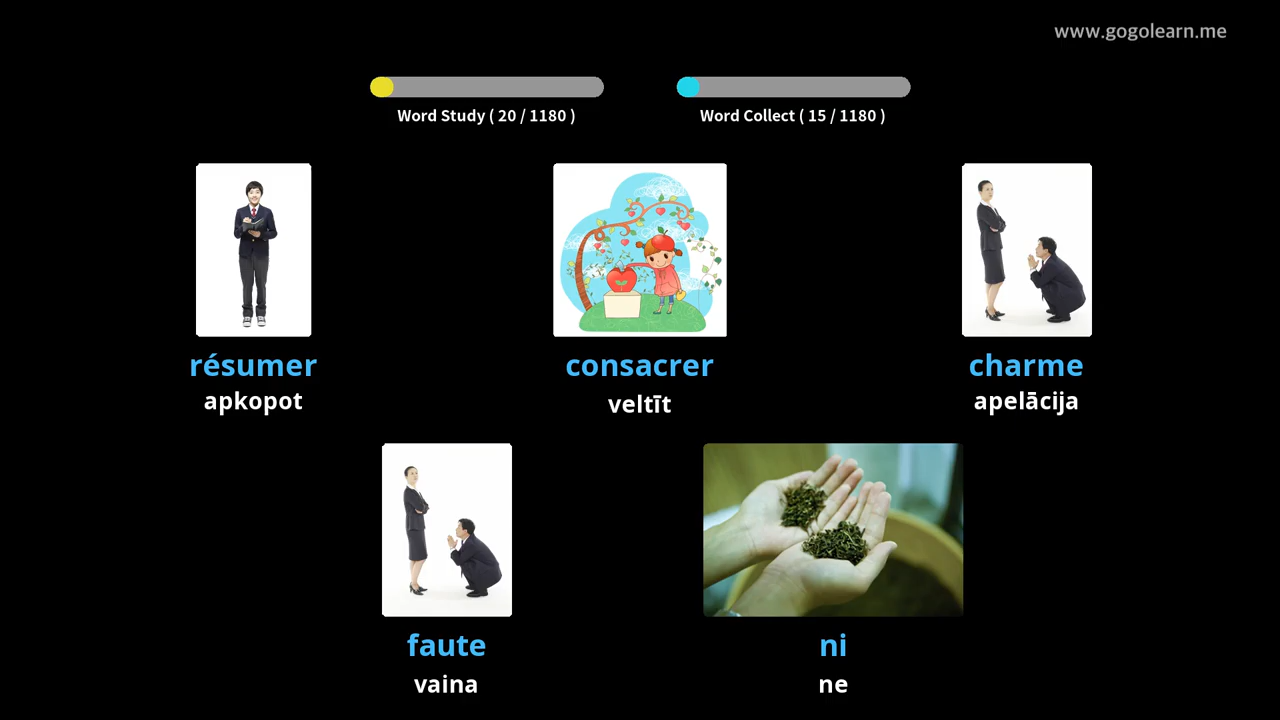 www.gogolearn.me
Word Study ( 20 / 1180 )
Word Collect ( 15 / 1180 )
résumer
apkopot
consacrer
veltīt
charme
apelācija
faute
vaina
ni
ne